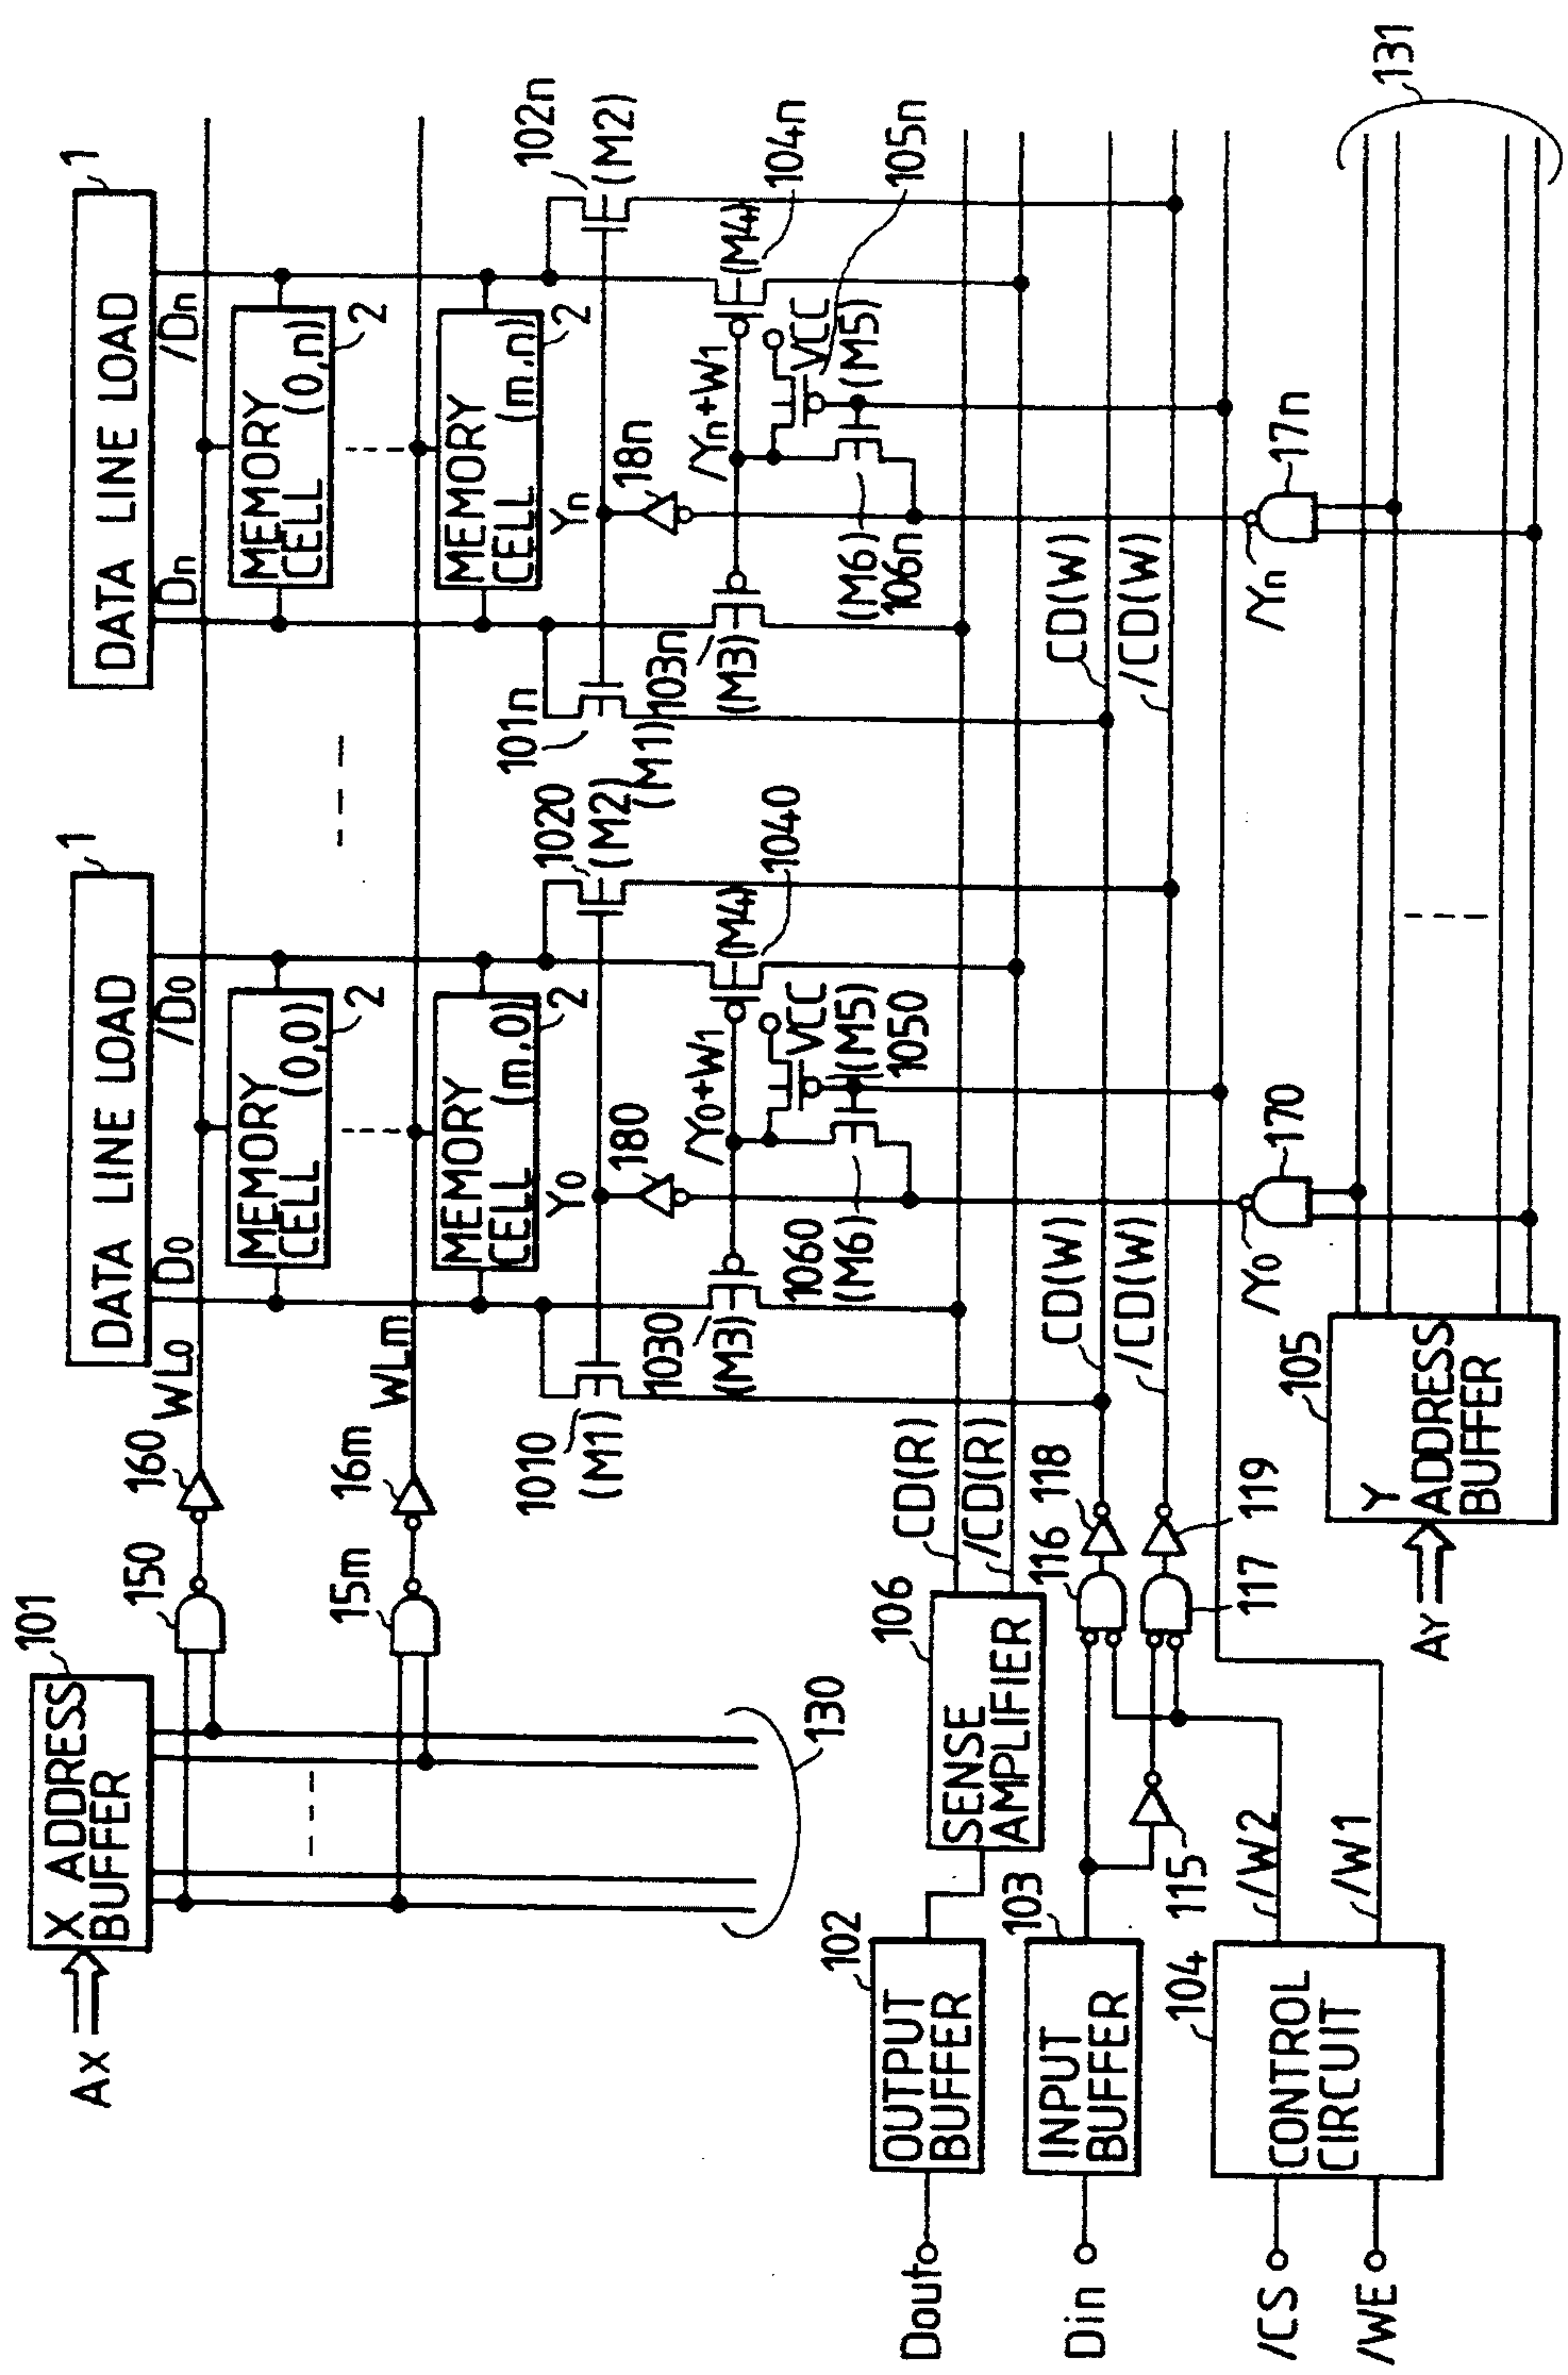 Ax
X ADDRESS
BUFFER
101
130
150
160
WL0
15m
16m
WLm
DATA LINE LOAD
1
D0
/D0
MEMORY
CELL (0,0)
2
MEMORY
CELL (m,0)
2
Y0
180
1010
(M1)
1020
(M2)
1030
(M3)
(M4)
1040
/Y0+W1
VCC
(M5)
1050
1060
(M6)
DATA LINE LOAD
1
Dn
/Dn
MEMORY
CELL (0,n)
2
MEMORY
CELL (m,n)
2
Yn
18n
101n
(M1)
102n
(M2)
103n
(M3)
(M4)
104n
/Yn+W1
VCC
(M5)
105n
(M6)
106n
Dout
OUTPUT
BUFFER
102
SENSE
AMPLIFIER
106
CD(R)
/CD(R)
Din
INPUT
BUFFER
103
115
116
118
117
119
CD(W)
/CD(W)
CD(W)
/CD(W)
/CS
/WE
CONTROL
CIRCUIT
104
/W2
/W1
AY
Y
ADDRESS
BUFFER
105
/Y0
170
/Yn
17n
131